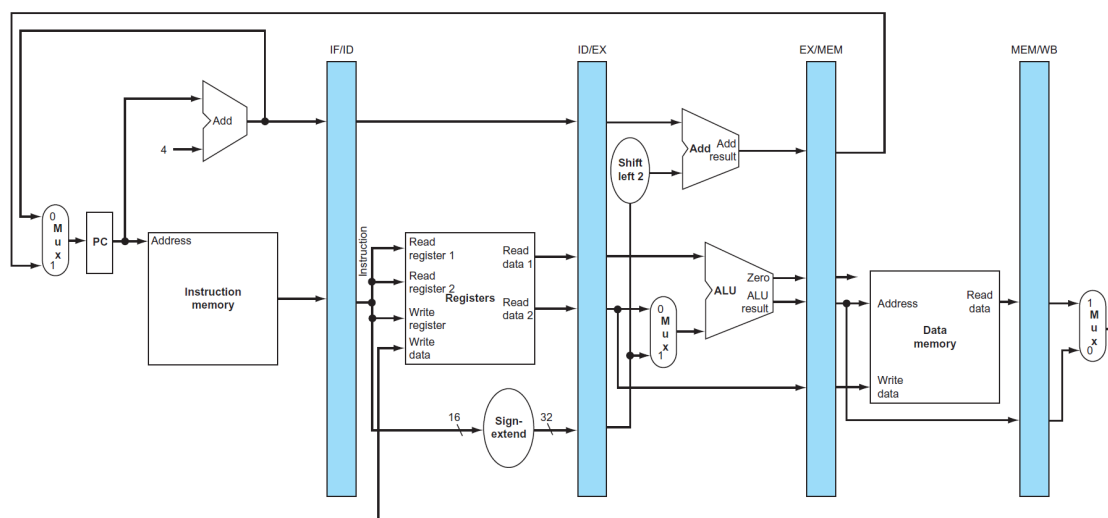 IF/ID
ID/EX
EX/MEM
MEM/WB
Add
4
Add
Add
result
Shift
left 2
0
M
u
x
1
PC
Address
Instruction
memory
Instruction
Read
register 1
Read
register 2
Registers
Write
register
Write
data
Read
data 1
Read
data 2
16
Sign-
extend
32
0
M
u
x
1
Zero
ALU
ALU
result
Address
Read
data
Data
memory
Write
data
1
M
u
x
0